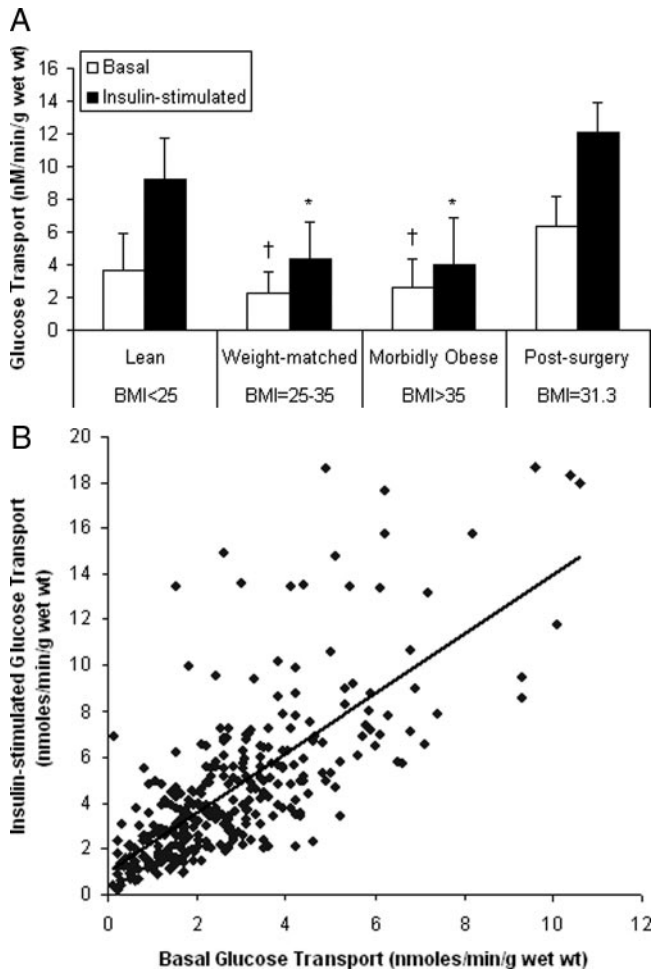 A
Glucose Transport (nM/min/g wet wt)
16
14
12
10
8
6
4
2
0
Basal
Insulin-stimulated
† * † *
Lean Weight-matched Morbidly Obese Post-surgery
BMI<25 BMI=25-35 BMI>35 BMI=31.3
B
Insulin-stimulated Glucose Transport
(nmoles/min/g wet wt)
20
18
16
14
12
10
8
6
4
2
0
0 2 4 6 8 10 12
Basal Glucose Transport (nmoles/min/g wet wt)